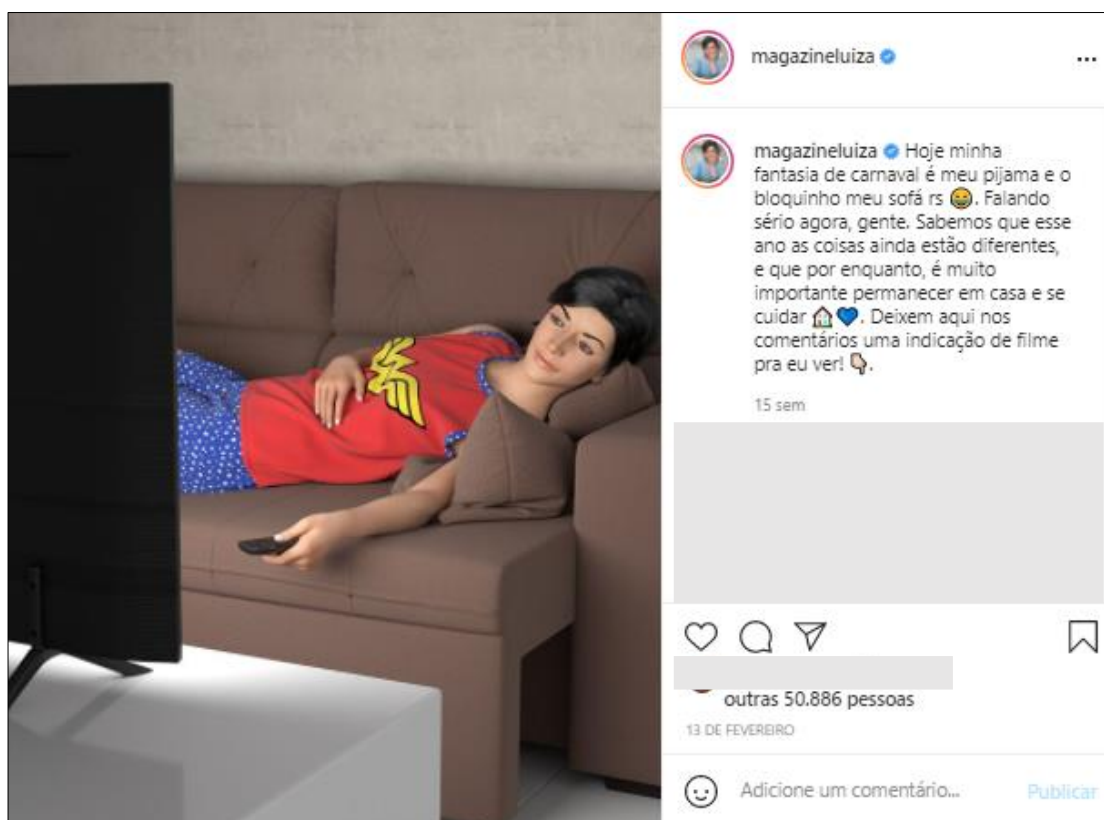 magazineluiza
magazineluiza Hoje minha
fantasia de carnaval é meu pijama e o
bloquinho meu sofá rs 😄. Falando
sério agora, gente. Sabemos que esse
ano as coisas ainda estão diferentes,
e que por enquanto, é muito
importante permanecer em casa e se
cuidar 🏠💙. Deixem aqui nos
comentários uma indicação de filme
pra eu ver! 👇🏻.
15 sem
outras 50.886 pessoas
13 DE FEVEREIRO
Adicione um comentário... Publicar